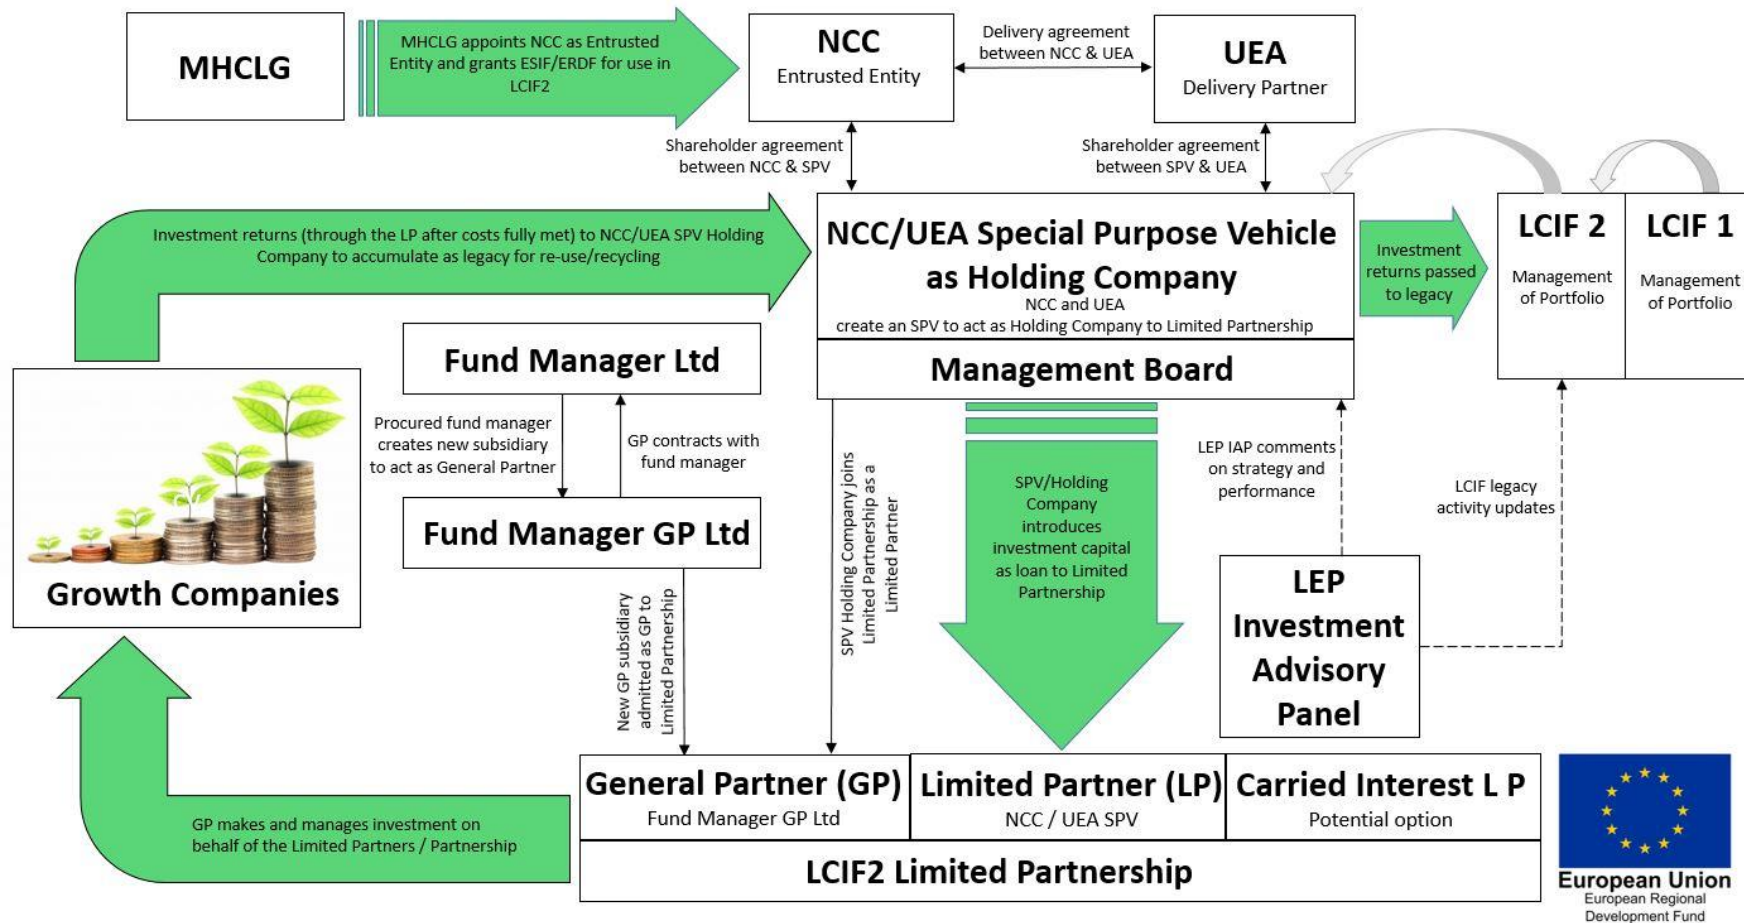 MHCLG
MHCLG appoints NCC as Entrusted
Entity and grants ESIF/ERDF for use in
LCIF2
NCC
Entrusted Entity
Delivery agreement
between NCC & UEA
UEA
Delivery Partner
Shareholder agreement
between NCC & SPV
Shareholder agreement
between SPV & UEA
Investment returns (through the LP after costs fully met) to NCC/UEA SPV Holding
Company to accumulate as legacy for re-use/recycling
NCC/UEA Special Purpose Vehicle
as Holding Company
NCC and UEA
create an SPV to act as Holding Company to Limited Partnership
Management Board
Investment
returns passed
to legacy
LCIF 2
Management
of Portfolio
LCIF 1
Management
of Portfolio
Fund Manager Ltd
Procured fund manager
creates new subsidiary
to act as General Partner
GP contracts with
fund manager
Fund Manager GP Ltd
Growth Companies
New GP subsidiary
admitted as GP to
Limited Partnership
SPV Holding Company joins
Limited Partnership as a
Limited Partner
SPV/Holding
Company
introduces
investment capital
as loan to Limited
Partnership
LEP IAP comments
on strategy and
performance
LCIF legacy
activity updates
LEP
Investment
Advisory
Panel
GP makes and manages investment on
behalf of the Limited Partners / Partnership
General Partner (GP)
Fund Manager GP Ltd
Limited Partner (LP)
NCC / UEA SPV
Carried Interest L P
Potential option
LCIF2 Limited Partnership
European Union
European Regional
Development Fund